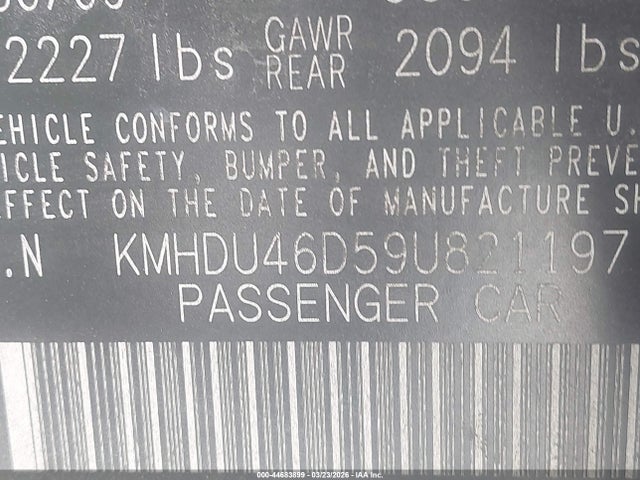 2227 lbs GAWR REAR 2094 lbs
EHICLE CONFORMS TO ALL APPLICABLE U.
ICLE SAFETY, BUMPER, AND THEFT PREVE
EFFECT ON THE DATE OF MANUFACTURE SH
.N KMHDU46D59U821197
PASSENGER CAR
000-44683899 - 03/23/2026 - IAA Inc.